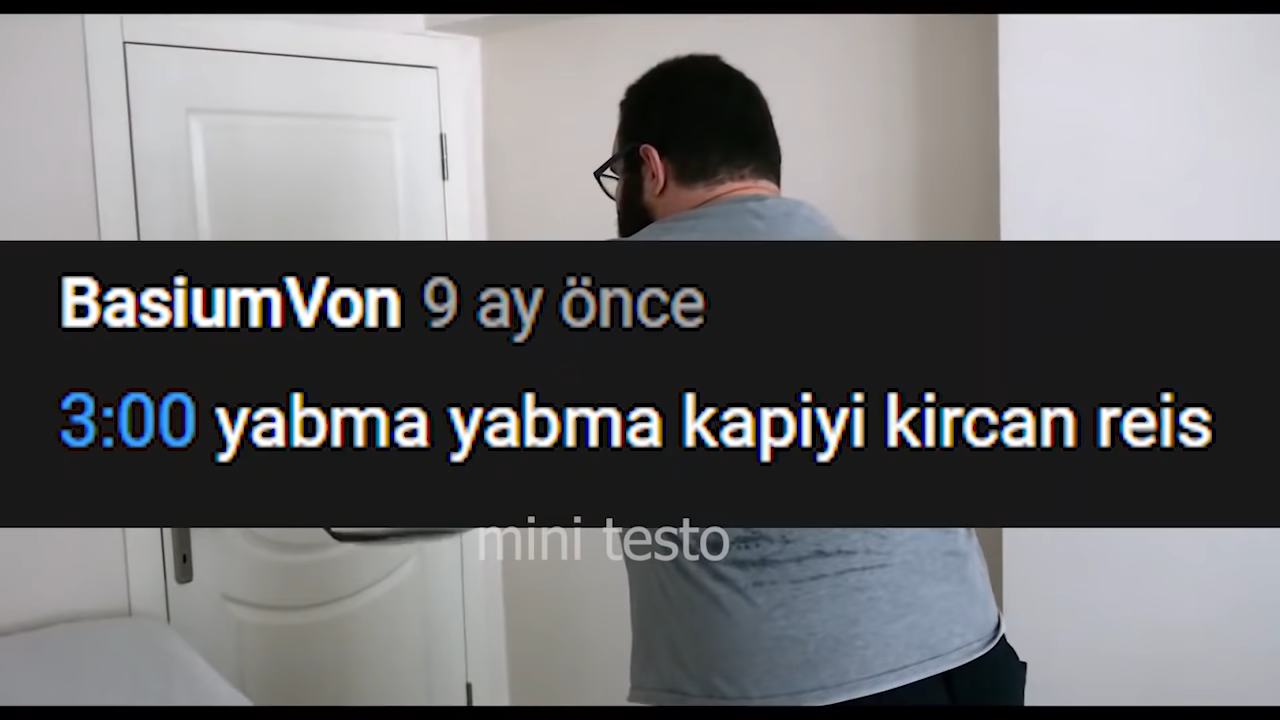 BasiumVon 9 ay önce
3:00 yabma yabma kapiyi kircan reis
mini testo